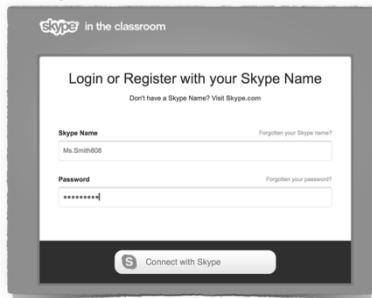 skype in the classroom
Login or Register with your Skype Name
Don't have a Skype Name? Visit Skype.com
Skype Name Forgotten your Skype name?
Ms.Smith608
Password Forgotten your password?
*********
Connect with Skype